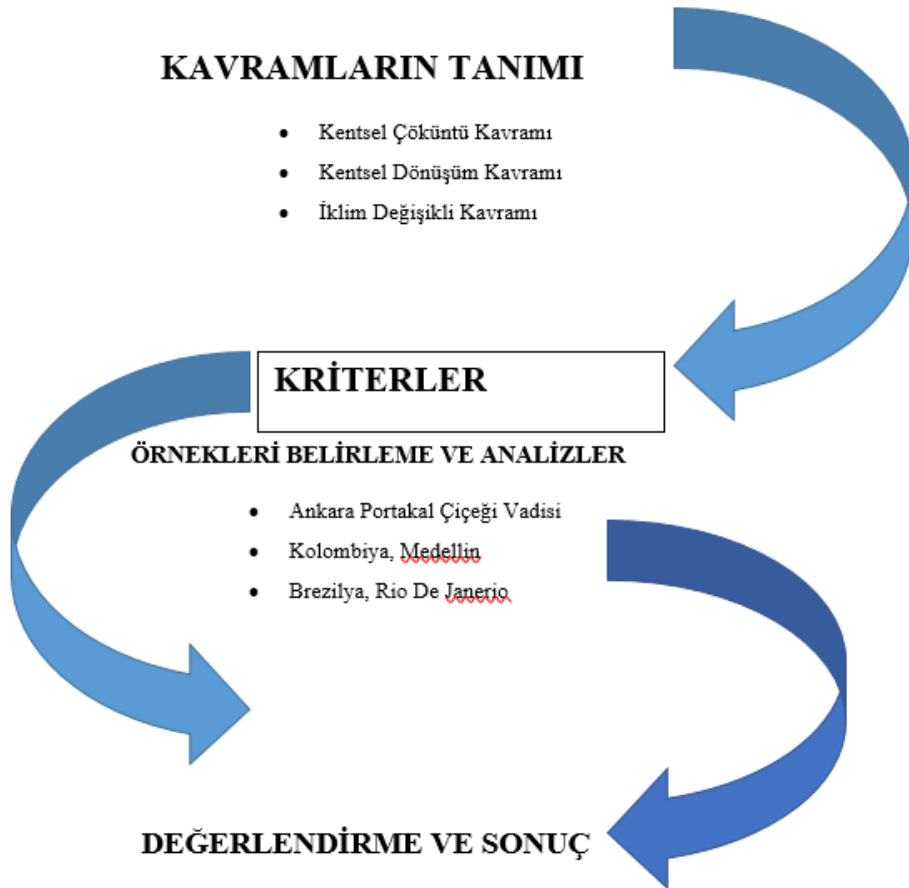 KAVRAMLARIN TANIMI
• Kentsel Çöküntü Kavramı
• Kentsel Dönüşüm Kavramı
• İklim Değişikli Kavramı
KRİTERLER
ÖRNEKLERİ BELİRLEME VE ANALİZLER
• Ankara Portakal Çiçeği Vadisi
• Kolombiya, Medellin
• Brezilya, Rio De Janerio
DEĞERLENDİRME VE SONUÇ